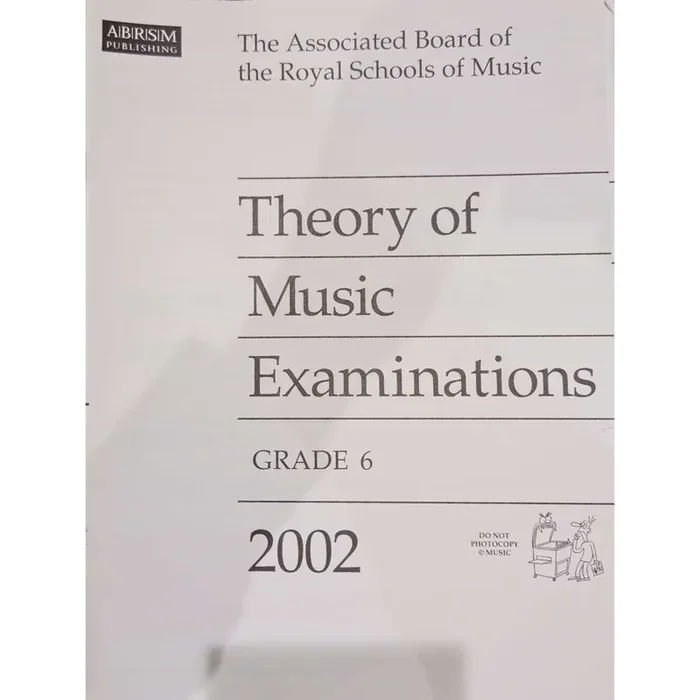 ABRSM
PUBLISHING
The Associated Board of
the Royal Schools of Music
Theory of
Music
Examinations
GRADE 6
2002
DO NOT
PHOTOCOPY
© MUSIC